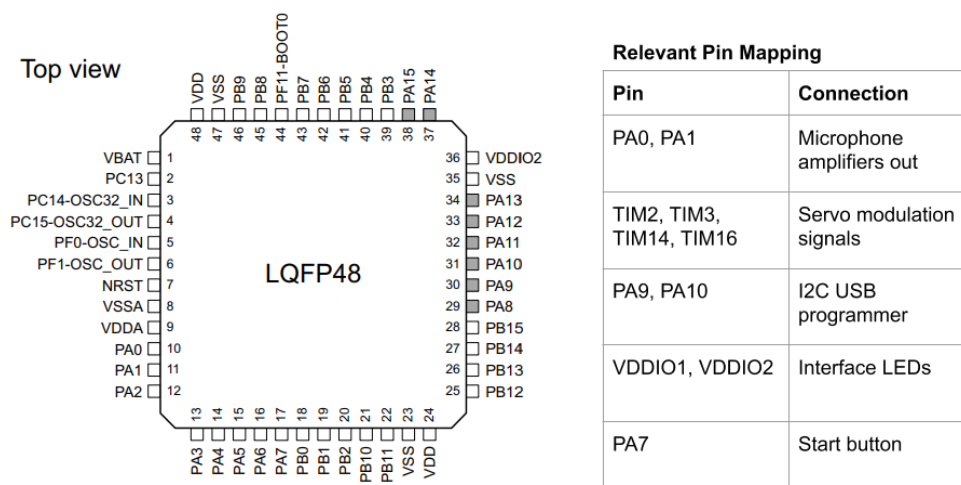 Top view
VDD
VSS
PB9
PB8
PF11-BOOT0
PB7
PB6
PB5
PB4
PB3
PA15
PA14
48
47
46
45
44
43
42
41
40
39
38
37
VBAT 1
PC13 2
PC14-OSC32_IN 3
PC15-OSC32_OUT 4
PF0-OSC_IN 5
PF1-OSC_OUT 6
NRST 7
VSSA 8
VDDA 9
PA0 10
PA1 11
PA2 12
LQFP48
36 VDDIO2
35 VSS
34 PA13
33 PA12
32 PA11
31 PA10
30 PA9
29 PA8
28 PB15
27 PB14
26 PB13
25 PB12
13
14
15
16
17
18
19
20
21
22
23
24
PA3
PA4
PA5
PA6
PA7
PB0
PB1
PB2
PB10
PB11
VSS
VDD
Relevant Pin Mapping
Pin Connection
PA0, PA1 Microphone
amplifiers out
TIM2, TIM3, Servo modulation
TIM14, TIM16 signals
PA9, PA10 I2C USB
programmer
VDDIO1, VDDIO2 Interface LEDs
PA7 Start button